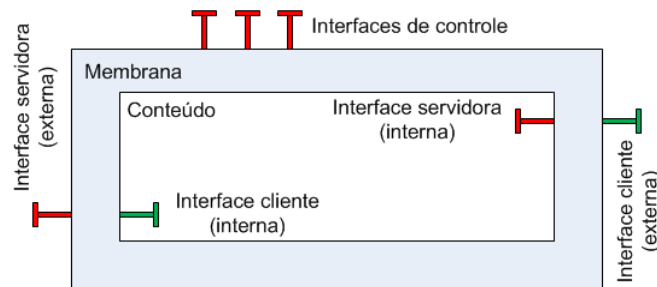 Interfaces de controle
Interface servidora
(externa)
Membrana
Conteúdo
Interface servidora
(interna)
Interface cliente
(interna)
Interface cliente
(externa)